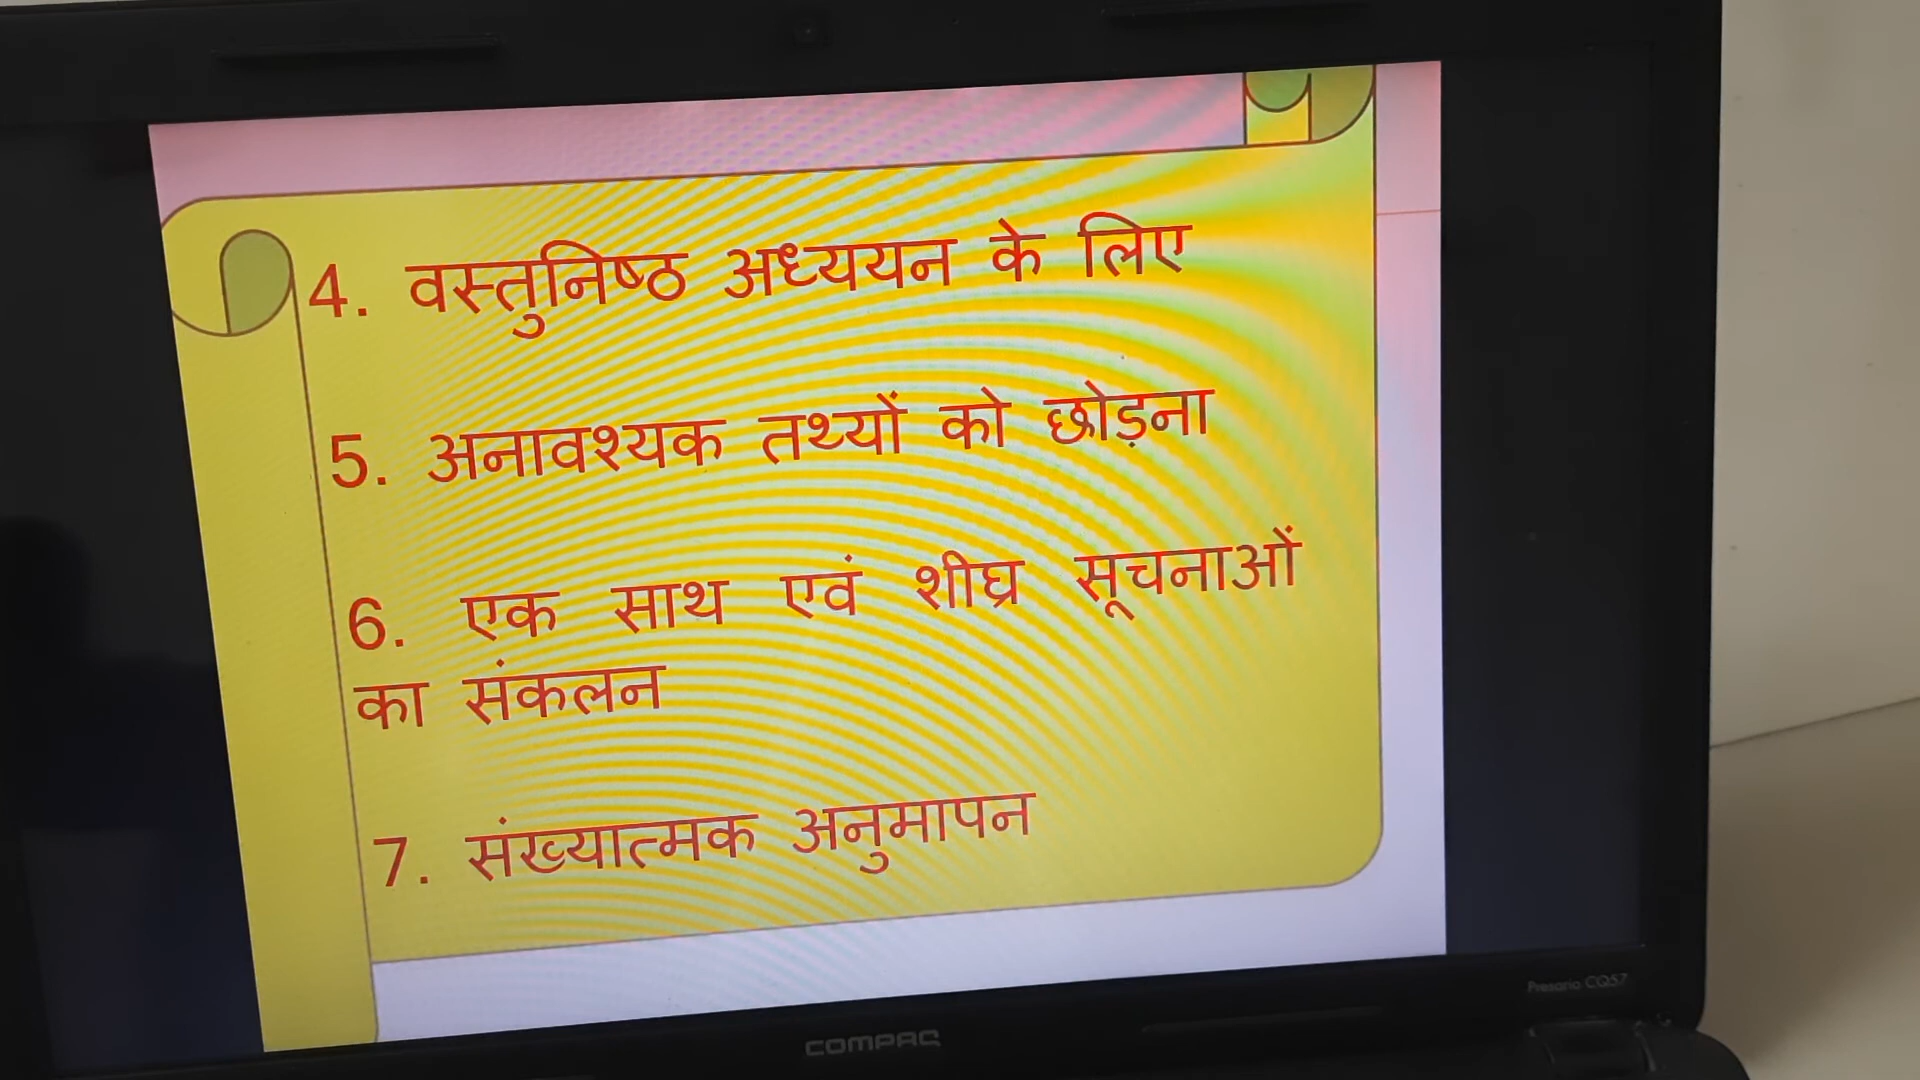 4. वस्तुनिष्ठ अध्ययन के लिए
5. अनावश्यक तथ्यों को छोड़ना
6. एक साथ एवं शीघ्र सूचनाओं
का संकलन
7. संख्यात्मक अनुमापन
Presario CQ57
COMPAQ